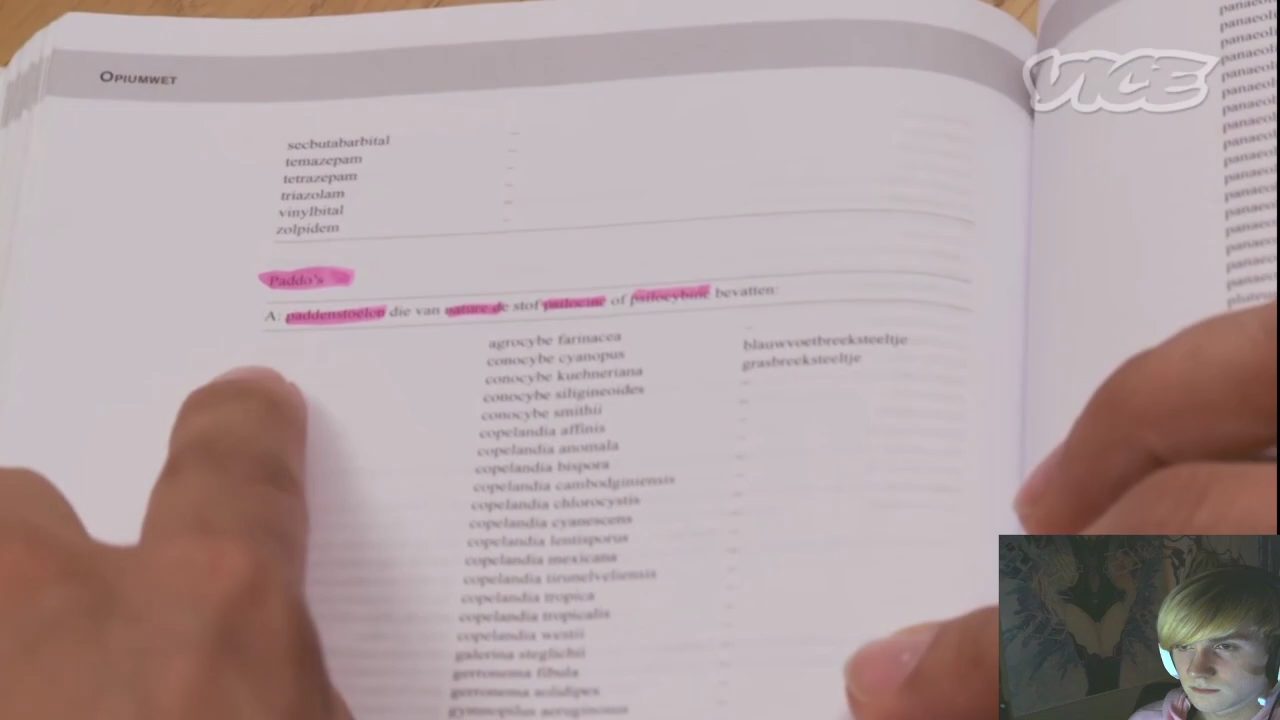 OPIUMWET
VICE
secbutabarbital
temazepam
tetrazepam
triazolam
vinylbital
zolpidem
Paddo's
A: paddenstoelen die van nature de stof psilocine of psilocybine bevatten:
agrocybe farinacea
conocybe cyanopus blauwvoetbreeksteeltje
conocybe kuehneriana grasbreeksteeltje
conocybe siligineoides
conocybe smithii
copelandia affinis
copelandia anomala
copelandia bispora
copelandia cambodginiensis
copelandia chlorocystis
copelandia cyanescens
copelandia lentisporus
copelandia mexicana
copelandia tirunelveliensis
copelandia tropica
copelandia tropicalis
copelandia westii
galerina steglichii
gerronema fibula
gerronema solidipes
gymnopilus aeruginosus